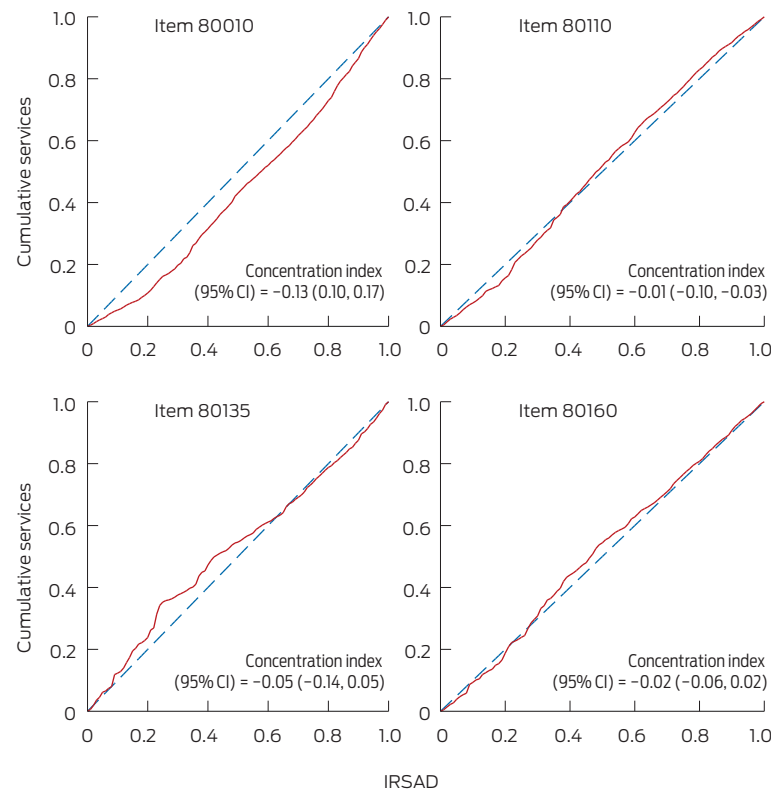 Item 80010
1.0
0.8
0.6
0.4
0.2
0
0 0.2 0.4 0.6 0.8 1.0
Cumulative services
Concentration index
(95% CI) = −0.13 (0.10, 0.17)
Item 80110
1.0
0.8
0.6
0.4
0.2
0
0 0.2 0.4 0.6 0.8 1.0
Concentration index
(95% CI) = −0.01 (−0.10, −0.03)
Item 80135
1.0
0.8
0.6
0.4
0.2
0
0 0.2 0.4 0.6 0.8 1.0
Cumulative services
Concentration index
(95% CI) = −0.05 (−0.14, 0.05)
Item 80160
1.0
0.8
0.6
0.4
0.2
0
0 0.2 0.4 0.6 0.8 1.0
Concentration index
(95% CI) = −0.02 (−0.06, 0.02)
IRSAD